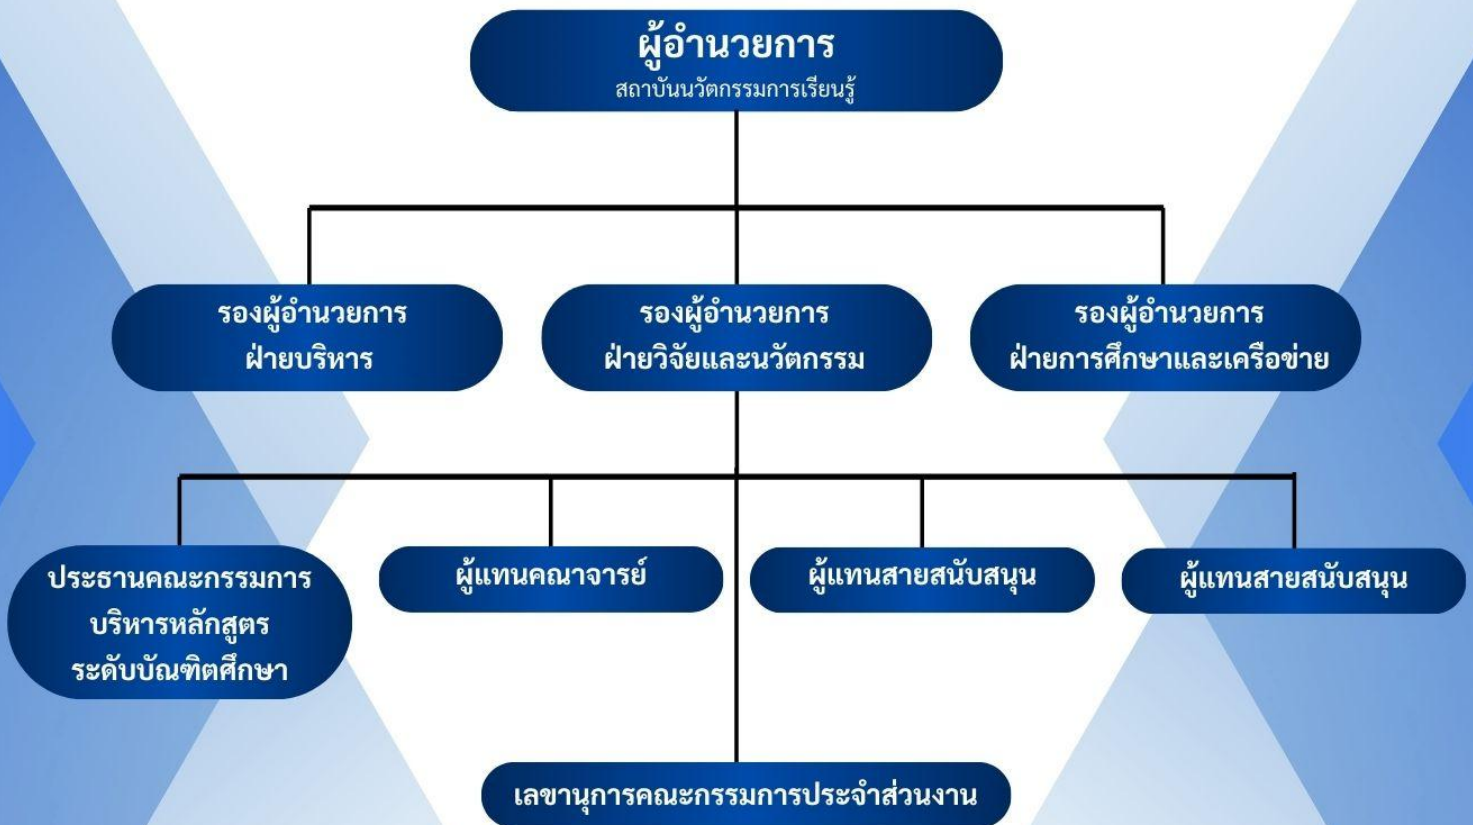 ผู้อำนวยการ
สถาบันนวัตกรรมการเรียนรู้
รองผู้อำนวยการ
ฝ่ายบริหาร
รองผู้อำนวยการ
ฝ่ายวิจัยและนวัตกรรม
รองผู้อำนวยการ
ฝ่ายการศึกษาและเครือข่าย
ประธานคณะกรรมการ
บริหารหลักสูตร
ระดับบัณฑิตศึกษา
ผู้แทนคณาจารย์
ผู้แทนสายสนับสนุน
ผู้แทนสายสนับสนุน
เลขานุการคณะกรรมการประจำส่วนงาน